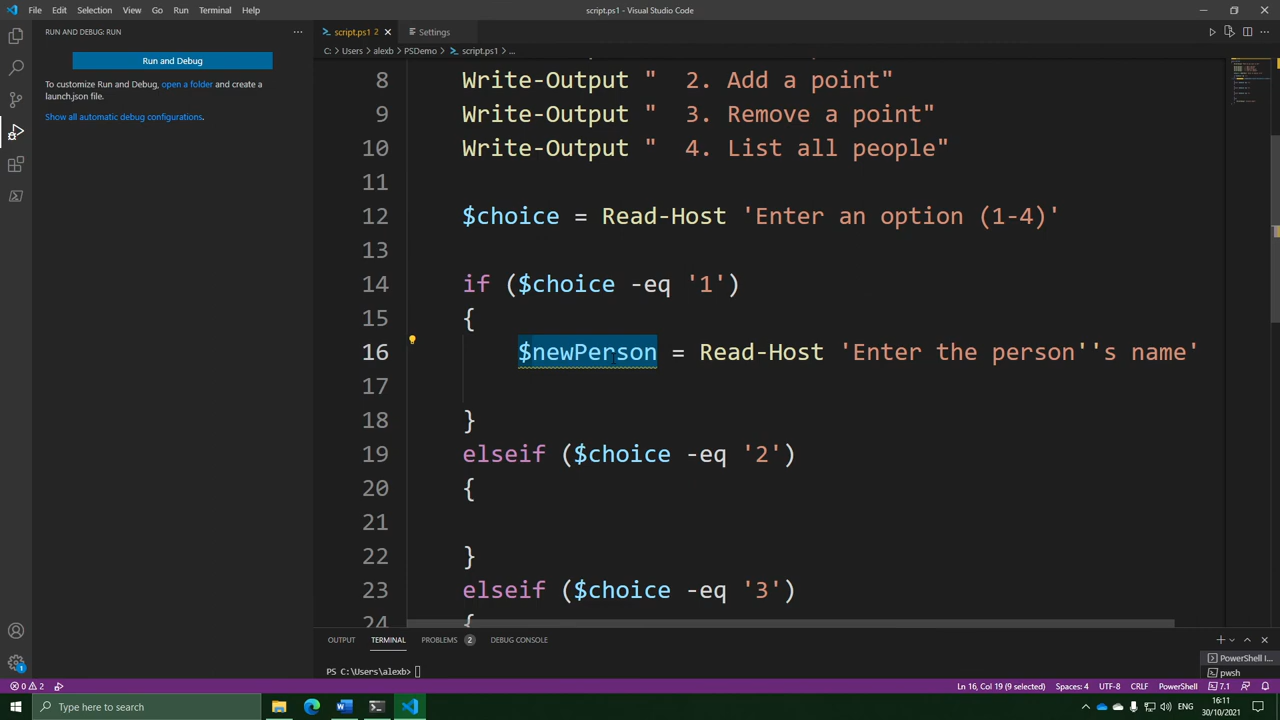 File Edit Selection View Go Run Terminal Help
script.ps1 - Visual Studio Code
RUN AND DEBUG: RUN
script.ps1 2
Settings
C: > Users > alexb > PSDemo > script.ps1 > ...
Run and Debug
To customize Run and Debug, open a folder and create a
launch.json file.
Show all automatic debug configurations.
8 Write-Output "  2. Add a point"
9 Write-Output "  3. Remove a point"
10 Write-Output "  4. List all people"
11
12 $choice = Read-Host 'Enter an option (1-4)'
13
14 if ($choice -eq '1')
15 {
16 $newPerson = Read-Host 'Enter the person''s name'
17
18 }
19 elseif ($choice -eq '2')
20 {
21
22 }
23 elseif ($choice -eq '3')
24 {
OUTPUT TERMINAL PROBLEMS 2 DEBUG CONSOLE
PS C:\Users\alexb>
PowerShell I...
pwsh
1
0 2
Ln 16, Col 19 (9 selected) Spaces: 4 UTF-8 CRLF PowerShell 7.1
Type here to search
ENG
16:11
30/10/2021